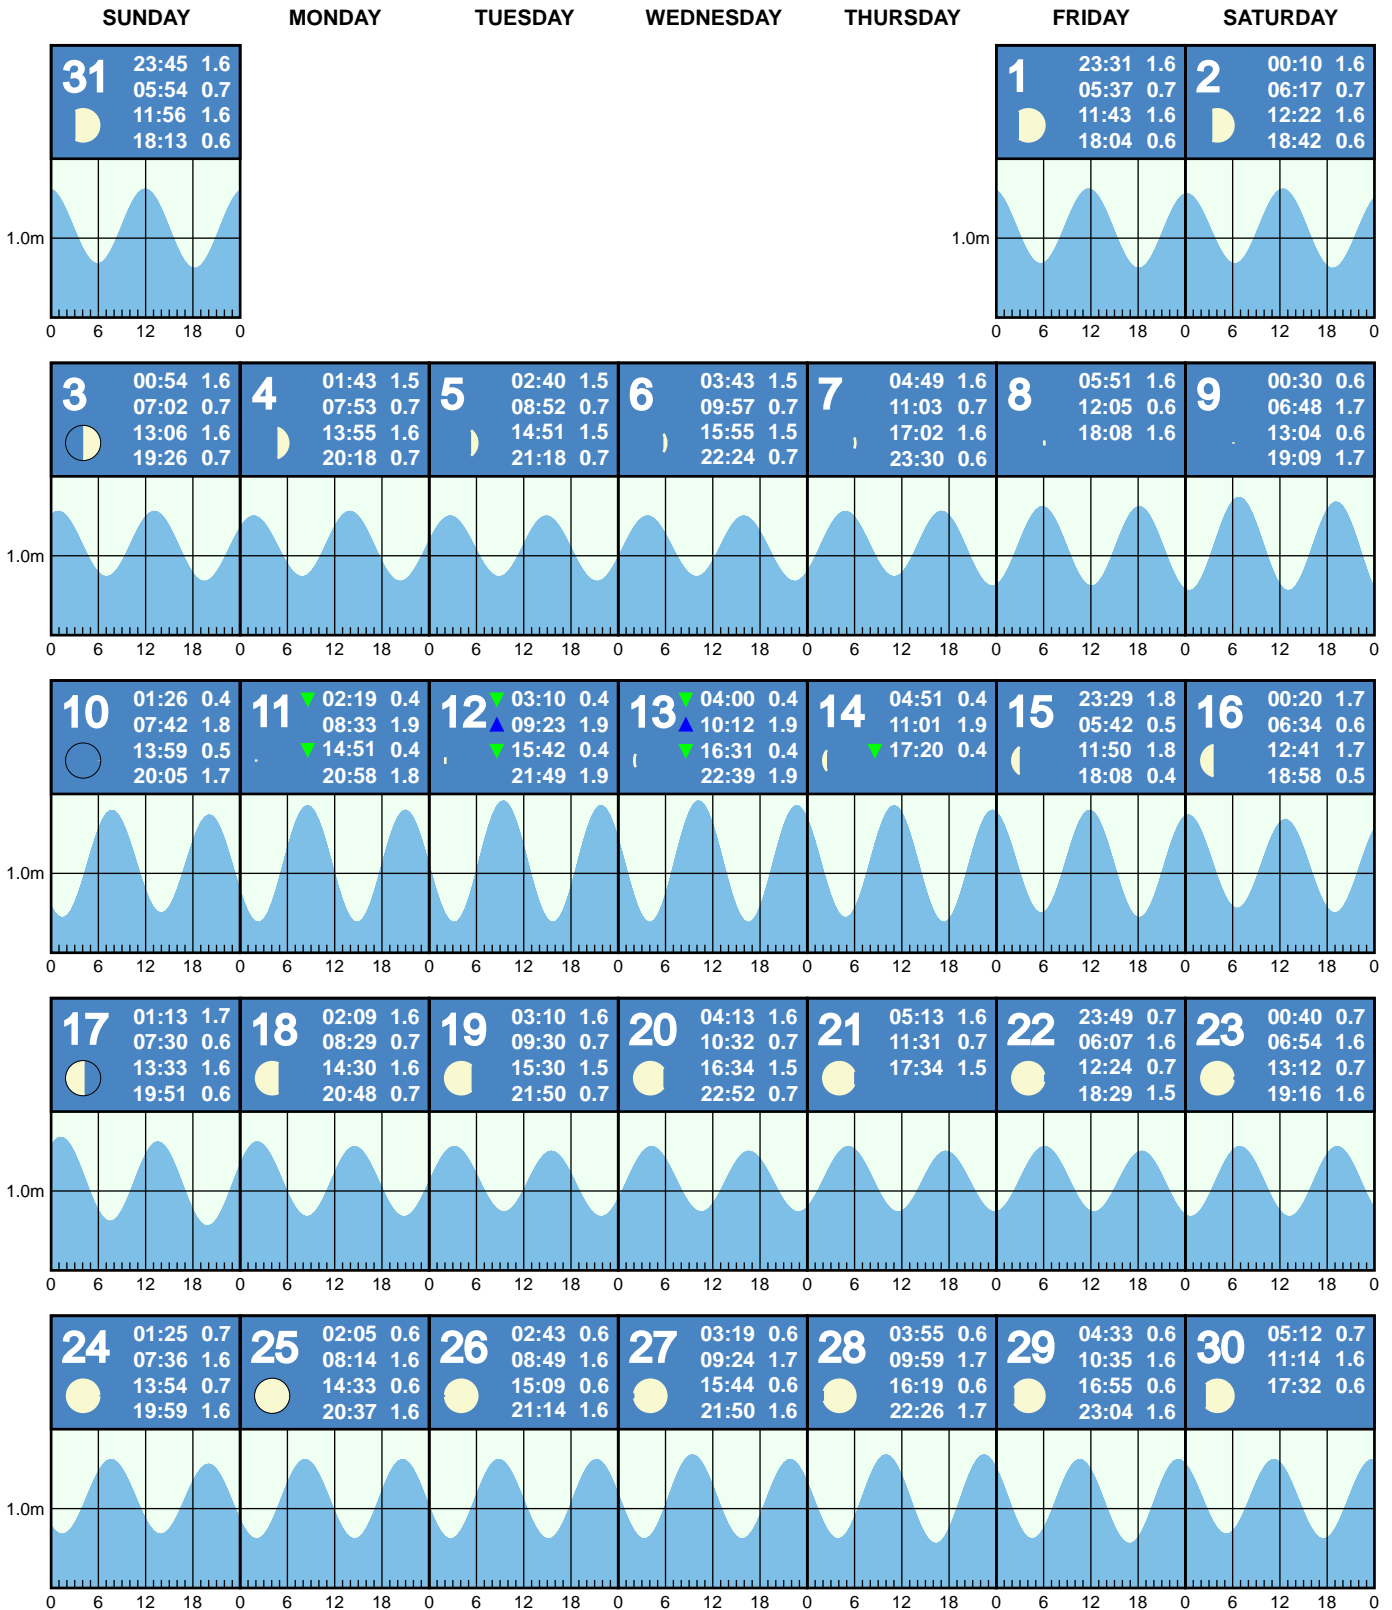 SUNDAY MONDAY TUESDAY WEDNESDAY THURSDAY FRIDAY SATURDAY
31 23:45 1.6 1 23:31 1.6 2 00:10 1.6
05:54 0.7 05:37 0.7 06:17 0.7
11:56 1.6 11:43 1.6 12:22 1.6
18:13 0.6 18:04 0.6 18:42 0.6
1.0m 1.0m
0 6 12 18 0 0 6 12 18 0 6 12 18 0
3 00:54 1.6 4 01:43 1.5 5 02:40 1.5 6 03:43 1.5 7 04:49 1.6 8 05:51 1.6 9 00:30 0.6
07:02 0.7 07:53 0.7 08:52 0.7 09:57 0.7 11:03 0.7 12:05 0.6 06:48 1.7
13:06 1.6 13:55 1.6 14:51 1.5 15:55 1.5 17:02 1.6 18:08 1.6 13:04 0.6
19:26 0.7 20:18 0.7 21:18 0.7 22:24 0.7 23:30 0.6 19:09 1.7
1.0m
0 6 12 18 0 6 12 18 0 6 12 18 0 6 12 18 0 6 12 18 0 6 12 18 0 6 12 18 0
10 01:26 0.4 11 02:19 0.4 12 03:10 0.4 13 04:00 0.4 14 04:51 0.4 15 23:29 1.8 16 00:20 1.7
07:42 1.8 08:33 1.9 09:23 1.9 10:12 1.9 11:01 1.9 05:42 0.5 06:34 0.6
13:59 0.5 14:51 0.4 15:42 0.4 16:31 0.4 17:20 0.4 11:50 1.8 12:41 1.7
20:05 1.7 20:58 1.8 21:49 1.9 22:39 1.9 18:08 0.4 18:58 0.5
1.0m
0 6 12 18 0 6 12 18 0 6 12 18 0 6 12 18 0 6 12 18 0 6 12 18 0 6 12 18 0
17 01:13 1.7 18 02:09 1.6 19 03:10 1.6 20 04:13 1.6 21 05:13 1.6 22 23:49 0.7 23 00:40 0.7
07:30 0.6 08:29 0.7 09:30 0.7 10:32 0.7 11:31 0.7 06:07 1.6 06:54 1.6
13:33 1.6 14:30 1.6 15:30 1.5 16:34 1.5 17:34 1.5 12:24 0.7 13:12 0.7
19:51 0.6 20:48 0.7 21:50 0.7 22:52 0.7 18:29 1.5 19:16 1.6
1.0m
0 6 12 18 0 6 12 18 0 6 12 18 0 6 12 18 0 6 12 18 0 6 12 18 0 6 12 18 0
24 01:25 0.7 25 02:05 0.6 26 02:43 0.6 27 03:19 0.6 28 03:55 0.6 29 04:33 0.6 30 05:12 0.7
07:36 1.6 08:14 1.6 08:49 1.6 09:24 1.7 09:59 1.7 10:35 1.6 11:14 1.6
13:54 0.7 14:33 0.6 15:09 0.6 15:44 0.6 16:19 0.6 16:55 0.6 17:32 0.6
19:59 1.6 20:37 1.6 21:14 1.6 21:50 1.6 22:26 1.7 23:04 1.6
1.0m
0 6 12 18 0 6 12 18 0 6 12 18 0 6 12 18 0 6 12 18 0 6 12 18 0 6 12 18 0